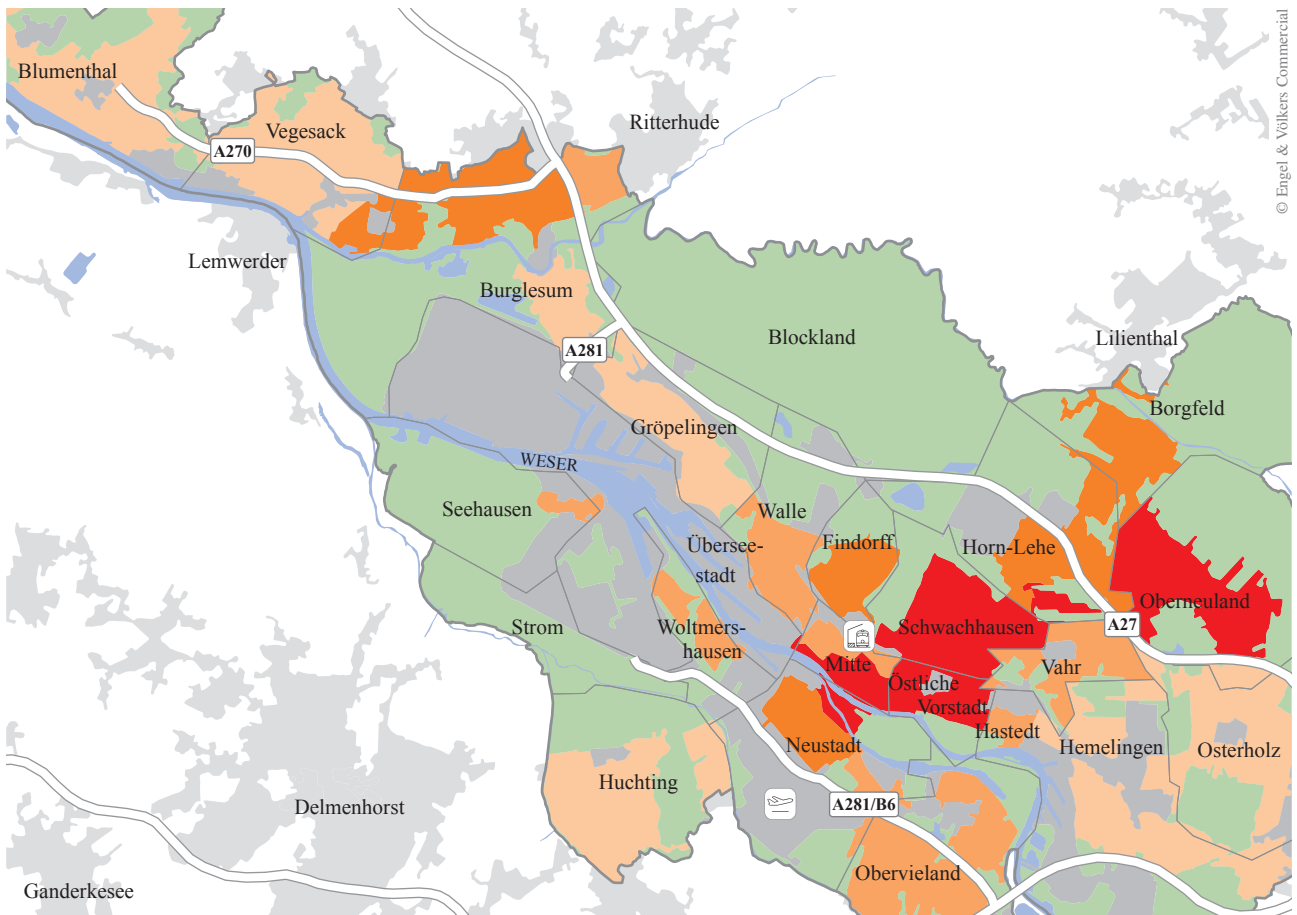 © Engel & Völkers Commercial
Blumenthal
Vegesack
Ritterhude
A270
Lemwerder
Burglesum
Blockland
Lilienthal
A281
Borgfeld
Gröpelingen
WESER
Seehausen
Walle
Findorff
Horn-Lehe
Übersee-
stadt
Oberneuland
Strom
Woltmers-
hausen
Schwachhausen
A27
Mitte
Vahr
Östliche
Vorstadt
Hastedt
Neustadt
Hemelingen
Osterholz
Huchting
Delmenhorst
A281/B6
Obervieland
Ganderkesee